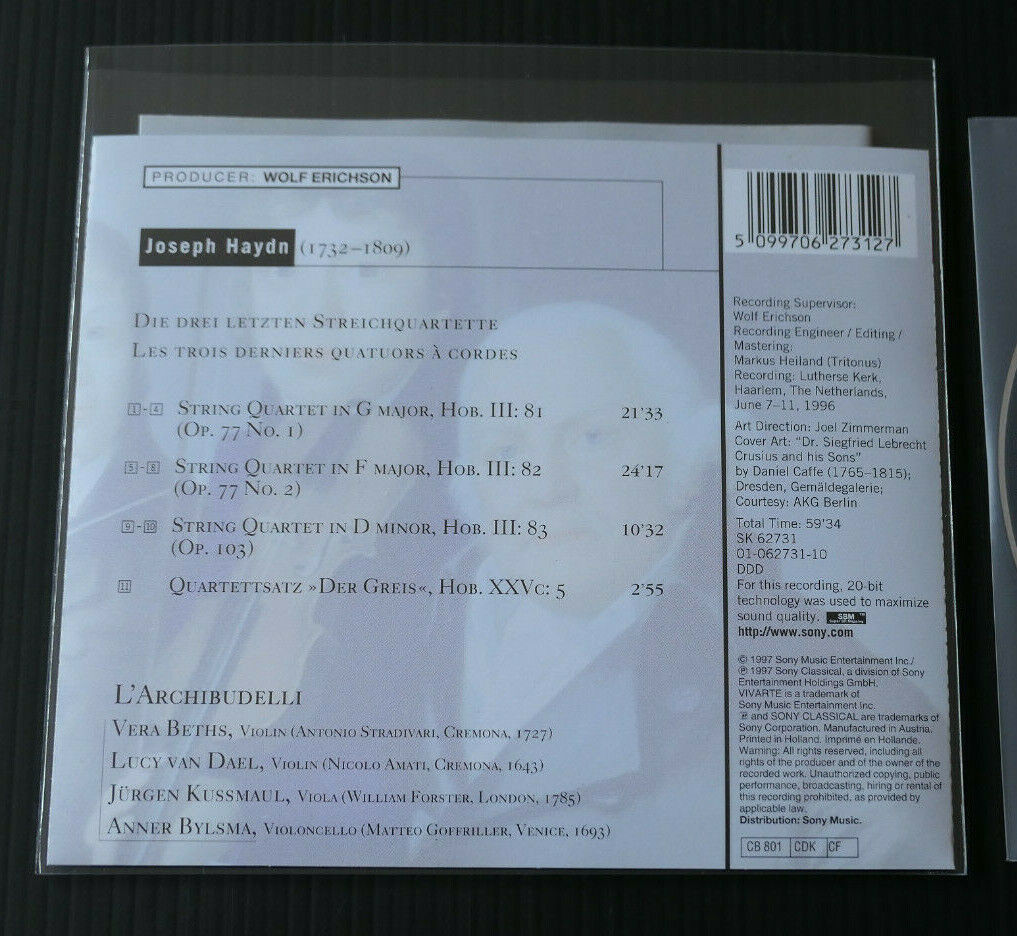 PRODUCER: WOLF ERICHSON
Joseph Haydn (1732–1809)
Die drei letzten Streichquartette
Les trois derniers quatuors à cordes
1-4 String Quartet in G major, Hob. III: 81 21'33
(Op. 77 No. 1)
5-8 String Quartet in F major, Hob. III: 82 24'17
(Op. 77 No. 2)
9-10 String Quartet in D minor, Hob. III: 83 10'32
(Op. 103)
11 Quartettsatz »Der Greis«, Hob. XXVc: 5 2'55
L'Archibudelli
Vera Beths, Violin (Antonio Stradivari, Cremona, 1727)
Lucy van Dael, Violin (Nicolo Amati, Cremona, 1643)
Jürgen Kussmaul, Viola (William Forster, London, 1785)
Anner Bylsma, Violoncello (Matteo Goffriller, Venice, 1693)
5 099706 273127
Recording Supervisor:
Wolf Erichson
Recording Engineer / Editing /
Mastering:
Markus Heiland (Tritonus)
Recording: Lutherse Kerk,
Haarlem, The Netherlands,
June 7–11, 1996
Art Direction: Joel Zimmerman
Cover Art: "Dr. Siegfried Lebrecht
Crusius and his Sons"
by Daniel Caffe (1765–1815);
Dresden, Gemäldegalerie;
Courtesy: AKG Berlin
Total Time: 59'34
SK 62731
01-062731-10
DDD
For this recording, 20-bit
technology was used to maximize
sound quality. SBM
http://www.sony.com
© 1997 Sony Music Entertainment Inc./
℗ 1997 Sony Classical, a division of Sony
Entertainment Holdings GmbH.
VIVARTE is a trademark of
Sony Music Entertainment Inc.
and SONY CLASSICAL are trademarks of
Sony Corporation. Manufactured in Austria.
Printed in Holland. Imprimé en Hollande.
Warning: All rights reserved, including all
rights of the producer and of the owner of the
recorded work. Unauthorized copying, public
performance, broadcasting, hiring or rental of
this recording prohibited, as provided by
applicable law.
Distribution: Sony Music.
CB 801 CDK CF